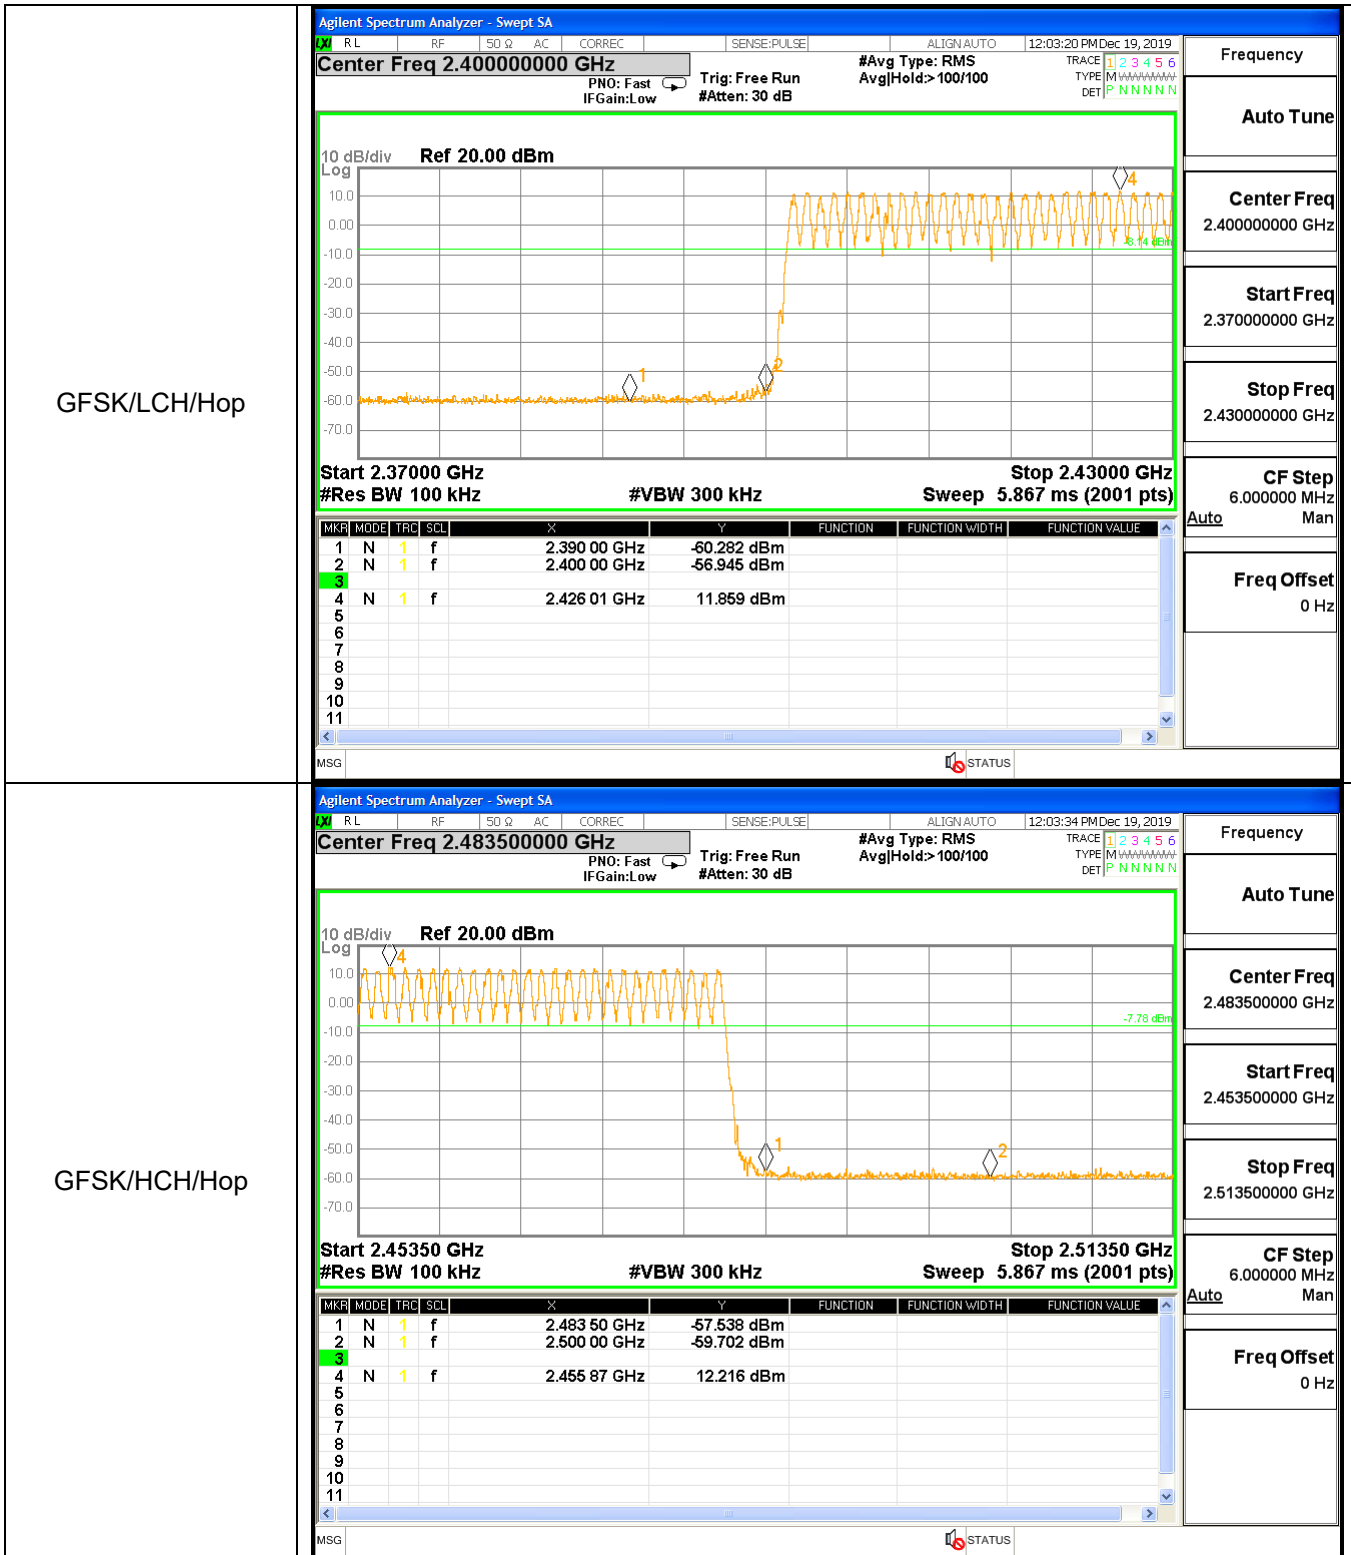 GFSK/LCH/Hop
Agilent Spectrum Analyzer - Swept SA
LXI RL RF 50 Ω AC CORREC SENSE:PULSE ALIGN AUTO 12:03:20 PM Dec 19, 2019
Center Freq 2.400000000 GHz
PNO: Fast
IFGain:Low
Trig: Free Run
#Atten: 30 dB
#Avg Type: RMS
Avg|Hold:> 100/100
TRACE 1 2 3 4 5 6
TYPE M
DET P N N N N N
10 dB/div Ref 20.00 dBm
Log
10.0
0.00
-10.0
-20.0
-30.0
-40.0
-50.0
-60.0
-70.0
1
2
4
-8.14 dBm
Start 2.37000 GHz Stop 2.43000 GHz
#Res BW 100 kHz #VBW 300 kHz Sweep 5.867 ms (2001 pts)
MKR MODE TRC SCL X Y FUNCTION FUNCTION WIDTH FUNCTION VALUE
1 N 1 f 2.390 00 GHz -60.282 dBm
2 N 1 f 2.400 00 GHz -56.945 dBm
3
4 N 1 f 2.426 01 GHz 11.859 dBm
5
6
7
8
9
10
11
MSG STATUS
Frequency
Auto Tune
Center Freq
2.400000000 GHz
Start Freq
2.370000000 GHz
Stop Freq
2.430000000 GHz
CF Step
6.000000 MHz
Auto Man
Freq Offset
0 Hz
GFSK/HCH/Hop
Agilent Spectrum Analyzer - Swept SA
LXI RL RF 50 Ω AC CORREC SENSE:PULSE ALIGN AUTO 12:03:34 PM Dec 19, 2019
Center Freq 2.483500000 GHz
PNO: Fast
IFGain:Low
Trig: Free Run
#Atten: 30 dB
#Avg Type: RMS
Avg|Hold:> 100/100
TRACE 1 2 3 4 5 6
TYPE M
DET P N N N N N
10 dB/div Ref 20.00 dBm
Log
10.0
0.00
-10.0
-20.0
-30.0
-40.0
-50.0
-60.0
-70.0
4
1
2
-7.78 dBm
Start 2.45350 GHz Stop 2.51350 GHz
#Res BW 100 kHz #VBW 300 kHz Sweep 5.867 ms (2001 pts)
MKR MODE TRC SCL X Y FUNCTION FUNCTION WIDTH FUNCTION VALUE
1 N 1 f 2.483 50 GHz -57.538 dBm
2 N 1 f 2.500 00 GHz -59.702 dBm
3
4 N 1 f 2.455 87 GHz 12.216 dBm
5
6
7
8
9
10
11
MSG STATUS
Frequency
Auto Tune
Center Freq
2.483500000 GHz
Start Freq
2.453500000 GHz
Stop Freq
2.513500000 GHz
CF Step
6.000000 MHz
Auto Man
Freq Offset
0 Hz